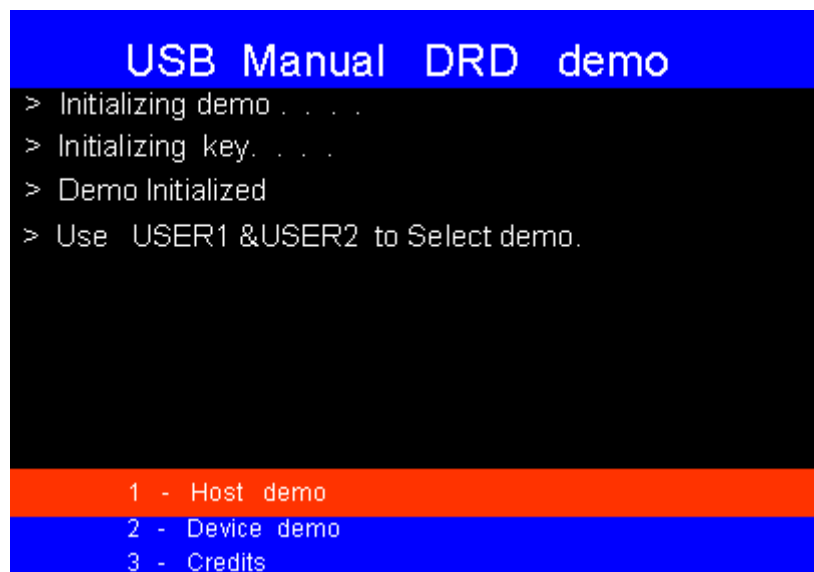 USB Manual DRD demo
> Initializing demo . . . .
> Initializing key. . . .
> Demo Initialized
> Use USER1 &USER2 to Select demo.
1 - Host demo
2 - Device demo
3 - Credits